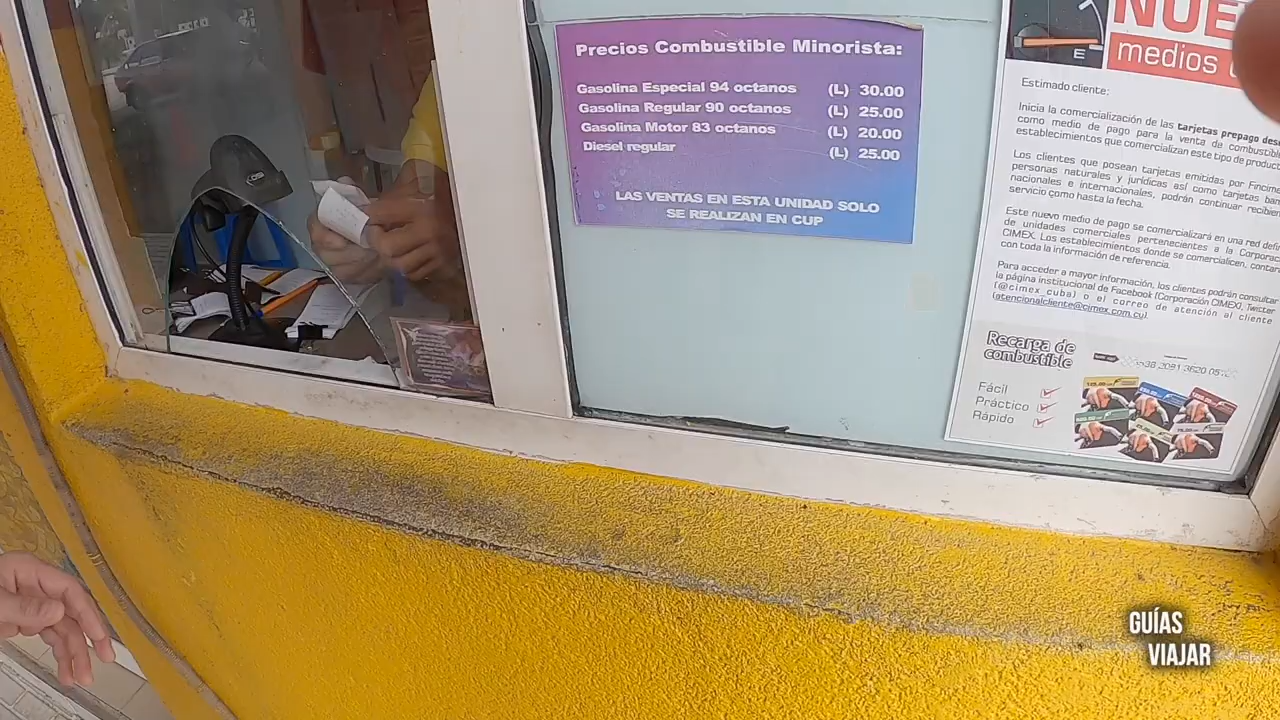 Precios Combustible Minorista:
Gasolina Especial 94 octanos (L) 30.00
Gasolina Regular 90 octanos (L) 25.00
Gasolina Motor 83 octanos (L) 20.00
Diesel regular (L) 25.00
LAS VENTAS EN ESTA UNIDAD SOLO
SE REALIZAN EN CUP
E
medios
Estimado cliente:
Inicia la comercialización de las tarjetas prepago
como medio de pago para la venta de
establecimientos que comercializan este tipo de
Los clientes que posean tarjetas emitidas por
personas naturales y jurídicas así como tarjetas
nacionales e internacionales, podrán continuar
servicio como hasta la fecha.
Este nuevo medio de pago se comercializará en una red
de unidades comerciales pertenecientes a la
CIMEX. Los establecimientos donde se comercialicen,
con toda la información de referencia.
Para acceder a mayor información, los clientes podrán
la página institucional de Facebook (Corporación CIMEX), Twitter
(@cimex_cuba) o el correo de atención al cliente
(atencionalcliente@cimex.com.cu).
Recarga de
combustible
Fácil
Práctico
Rápido
GUÍAS
VIAJAR